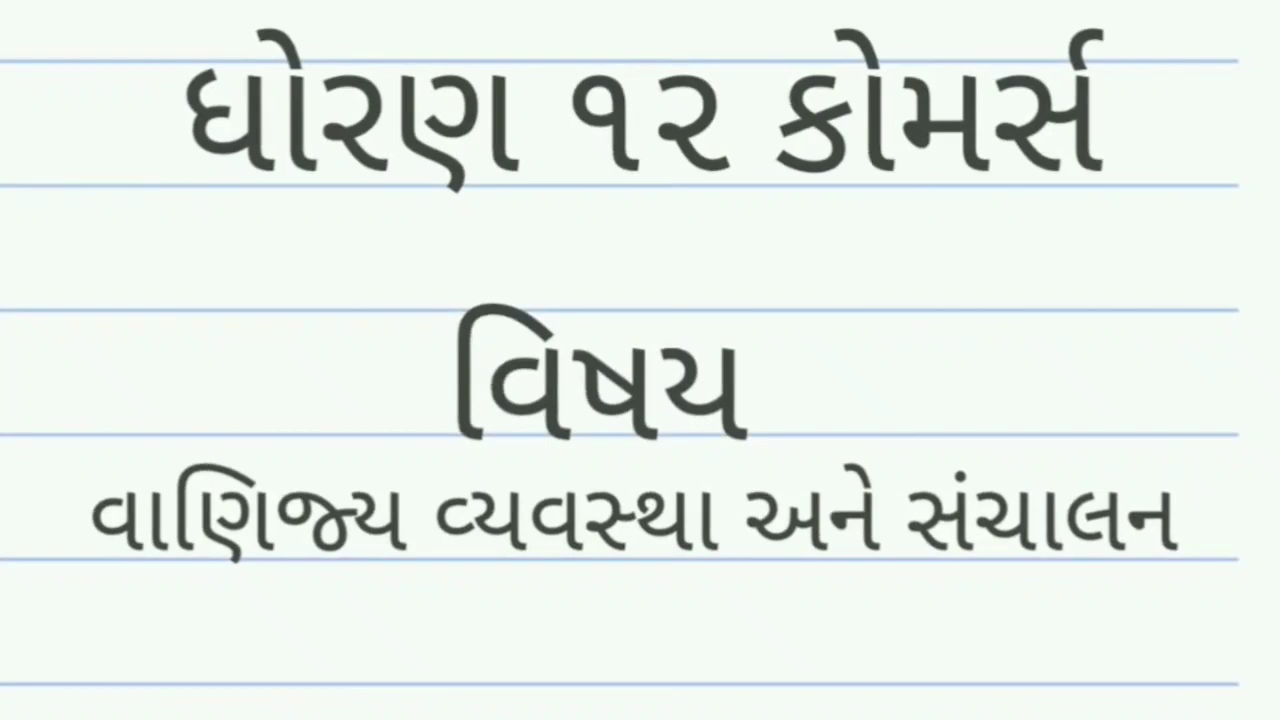 ધોરણ ૧૨ કોમર્સ
વિષય
વાણિજ્ય વ્યવસ્થા અને સંચાલન